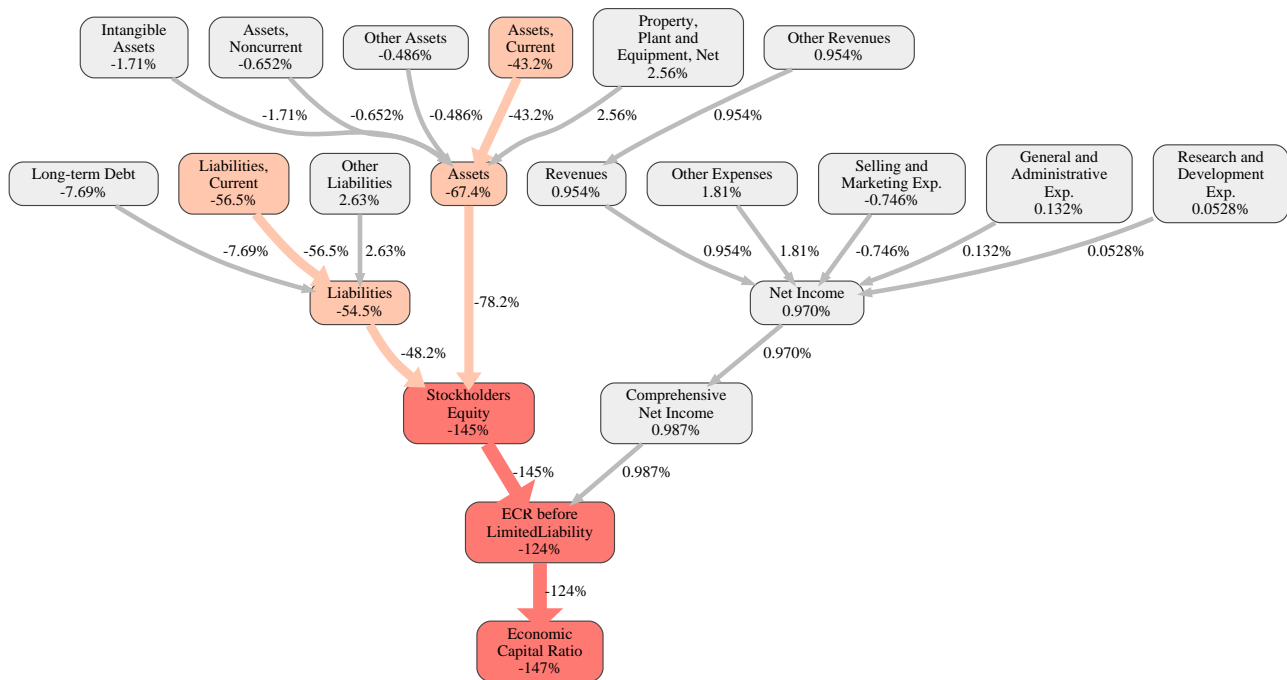 Intangible
Assets
-1.71%
Assets,
Noncurrent
-0.652%
Other Assets
-0.486%
Assets,
Current
-43.2%
Property,
Plant and
Equipment, Net
2.56%
Other Revenues
0.954%
-1.71%
-0.652%
-0.486%
-43.2%
2.56%
0.954%
Long-term Debt
-7.69%
Liabilities,
Current
-56.5%
Other
Liabilities
2.63%
Assets
-67.4%
Revenues
0.954%
Other Expenses
1.81%
Selling and
Marketing Exp.
-0.746%
General and
Administrative
Exp.
0.132%
Research and
Development
Exp.
0.0528%
-7.69%
-56.5%
2.63%
0.954%
1.81%
-0.746%
0.132%
0.0528%
Liabilities
-54.5%
-78.2%
Net Income
0.970%
-48.2%
0.970%
Stockholders
Equity
-145%
Comprehensive
Net Income
0.987%
-145%
0.987%
ECR before
LimitedLiability
-124%
-124%
Economic
Capital Ratio
-147%